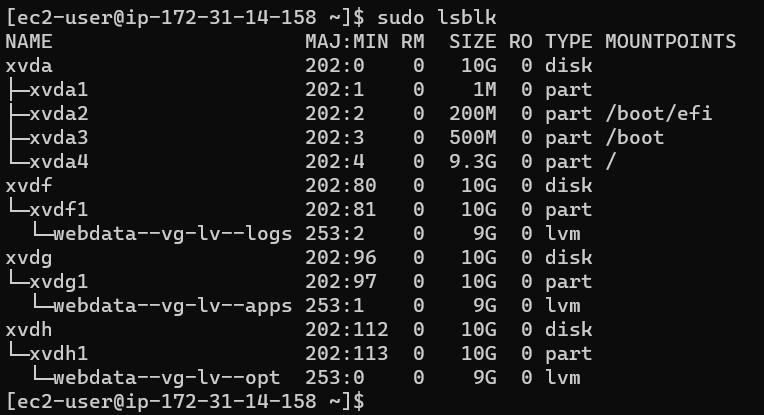 [ec2-user@ip-172-31-14-158 ~]$ sudo lsblk
NAME                      MAJ:MIN RM  SIZE RO TYPE MOUNTPOINTS
xvda                      202:0    0   10G  0 disk
├─xvda1                   202:1    0    1M  0 part
├─xvda2                   202:2    0  200M  0 part /boot/efi
├─xvda3                   202:3    0  500M  0 part /boot
└─xvda4                   202:4    0  9.3G  0 part /
xvdf                      202:80   0   10G  0 disk
└─xvdf1                   202:81   0   10G  0 part
  └─webdata--vg-lv--logs 253:2    0    9G  0 lvm
xvdg                      202:96   0   10G  0 disk
└─xvdg1                   202:97   0   10G  0 part
  └─webdata--vg-lv--apps 253:1    0    9G  0 lvm
xvdh                      202:112  0   10G  0 disk
└─xvdh1                   202:113  0   10G  0 part
  └─webdata--vg-lv--opt  253:0    0    9G  0 lvm
[ec2-user@ip-172-31-14-158 ~]$